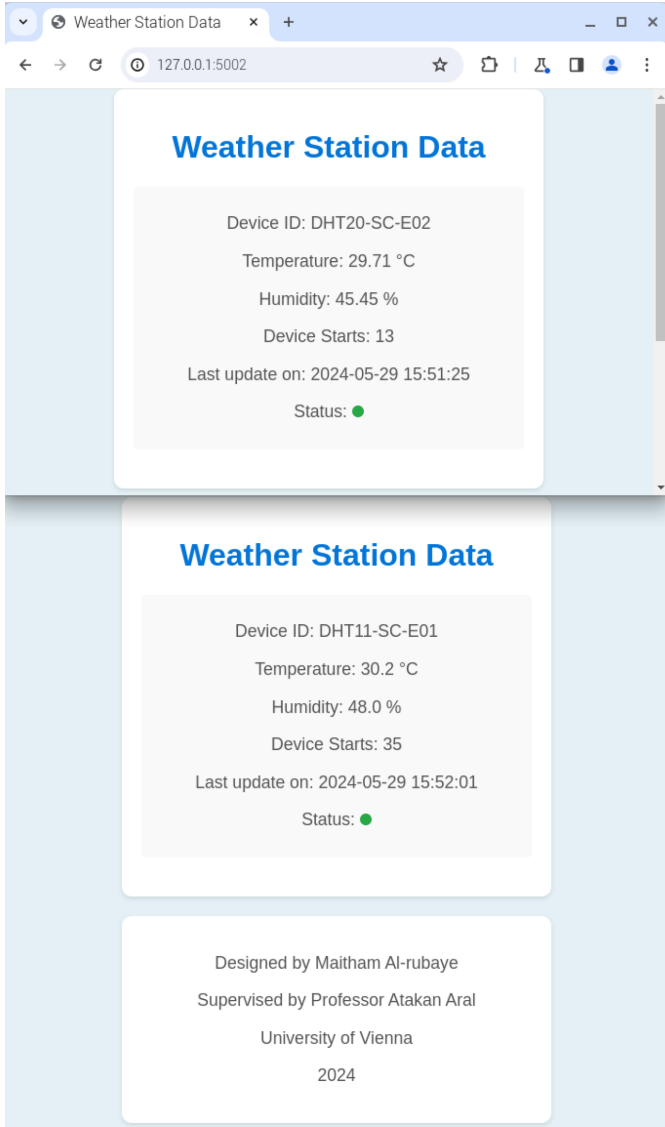 Weather Station Data
127.0.0.1:5002
Weather Station Data
Device ID: DHT20-SC-E02
Temperature: 29.71 °C
Humidity: 45.45 %
Device Starts: 13
Last update on: 2024-05-29 15:51:25
Status:
Weather Station Data
Device ID: DHT11-SC-E01
Temperature: 30.2 °C
Humidity: 48.0 %
Device Starts: 35
Last update on: 2024-05-29 15:52:01
Status:
Designed by Maitham Al-rubaye
Supervised by Professor Atakan Aral
University of Vienna
2024